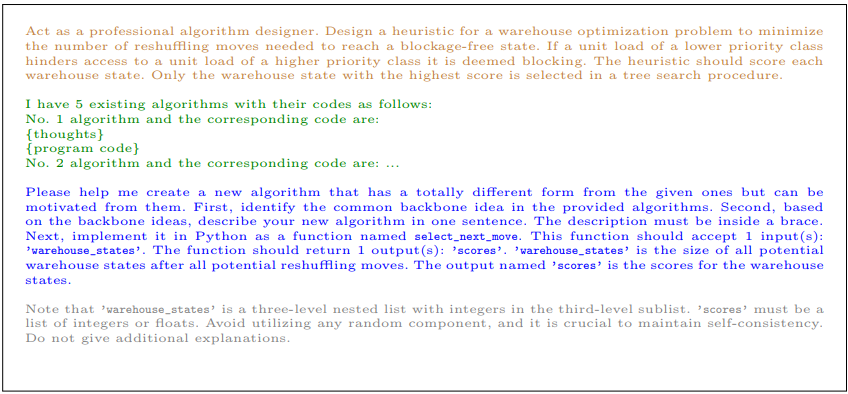 Act as a professional algorithm designer. Design a heuristic for a warehouse optimization problem to minimize
the number of reshuffling moves needed to reach a blockage-free state. If a unit load of a lower priority class
hinders access to a unit load of a higher priority class it is deemed blocking. The heuristic should score each
warehouse state. Only the warehouse state with the highest score is selected in a tree search procedure.
I have 5 existing algorithms with their codes as follows:
No. 1 algorithm and the corresponding code are:
{thoughts}
{program code}
No. 2 algorithm and the corresponding code are: ...
Please help me create a new algorithm that has a totally different form from the given ones but can be
motivated from them. First, identify the common backbone idea in the provided algorithms. Second, based
on the backbone ideas, describe your new algorithm in one sentence. The description must be inside a brace.
Next, implement it in Python as a function named select_next_move. This function should accept 1 input(s):
'warehouse_states'. The function should return 1 output(s): 'scores'. 'warehouse_states' is the size of all potential
warehouse states after all potential reshuffling moves. The output named 'scores' is the scores for the warehouse
states.
Note that 'warehouse_states' is a three-level nested list with integers in the third-level sublist. 'scores' must be a
list of integers or floats. Avoid utilizing any random component, and it is crucial to maintain self-consistency.
Do not give additional explanations.